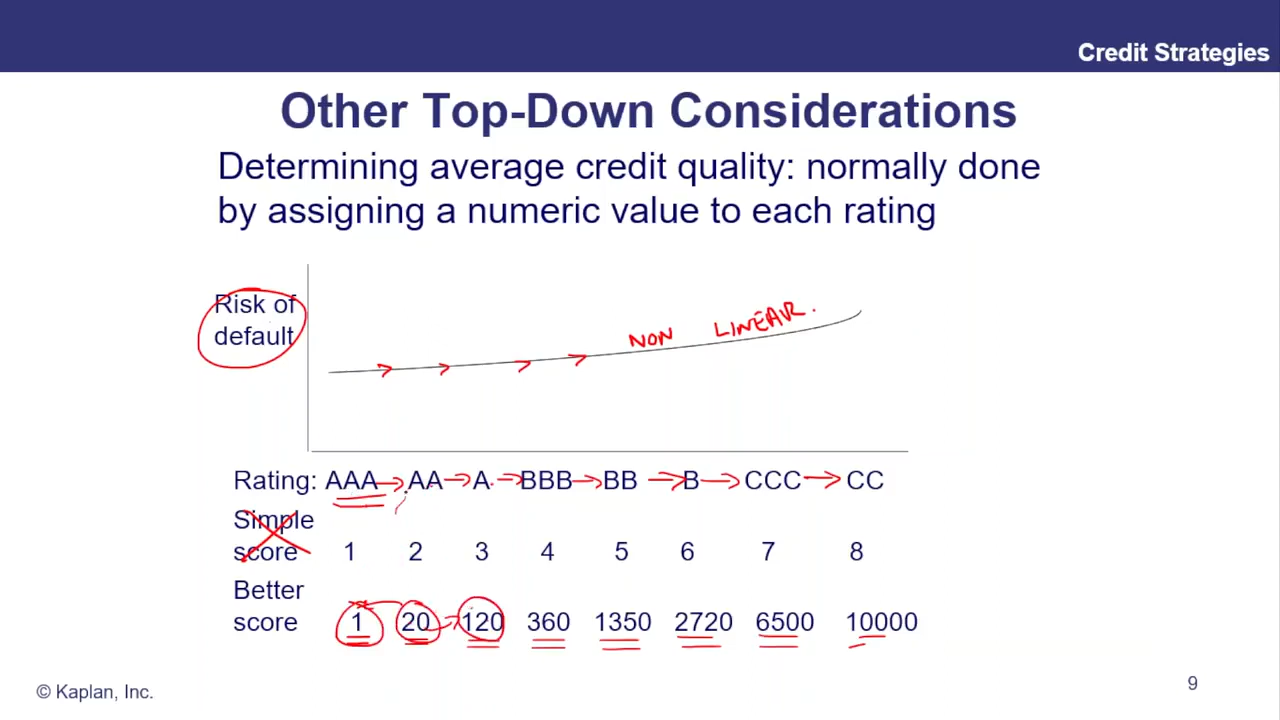 Credit Strategies
Other Top-Down Considerations
Determining average credit quality: normally done
by assigning a numeric value to each rating
Risk of
default
NON LINEAR.
Rating: AAA AA A BBB BB B CCC CC
Simple
score 1 2 3 4 5 6 7 8
Better
score 1 20 120 360 1350 2720 6500 10000
© Kaplan, Inc.
9